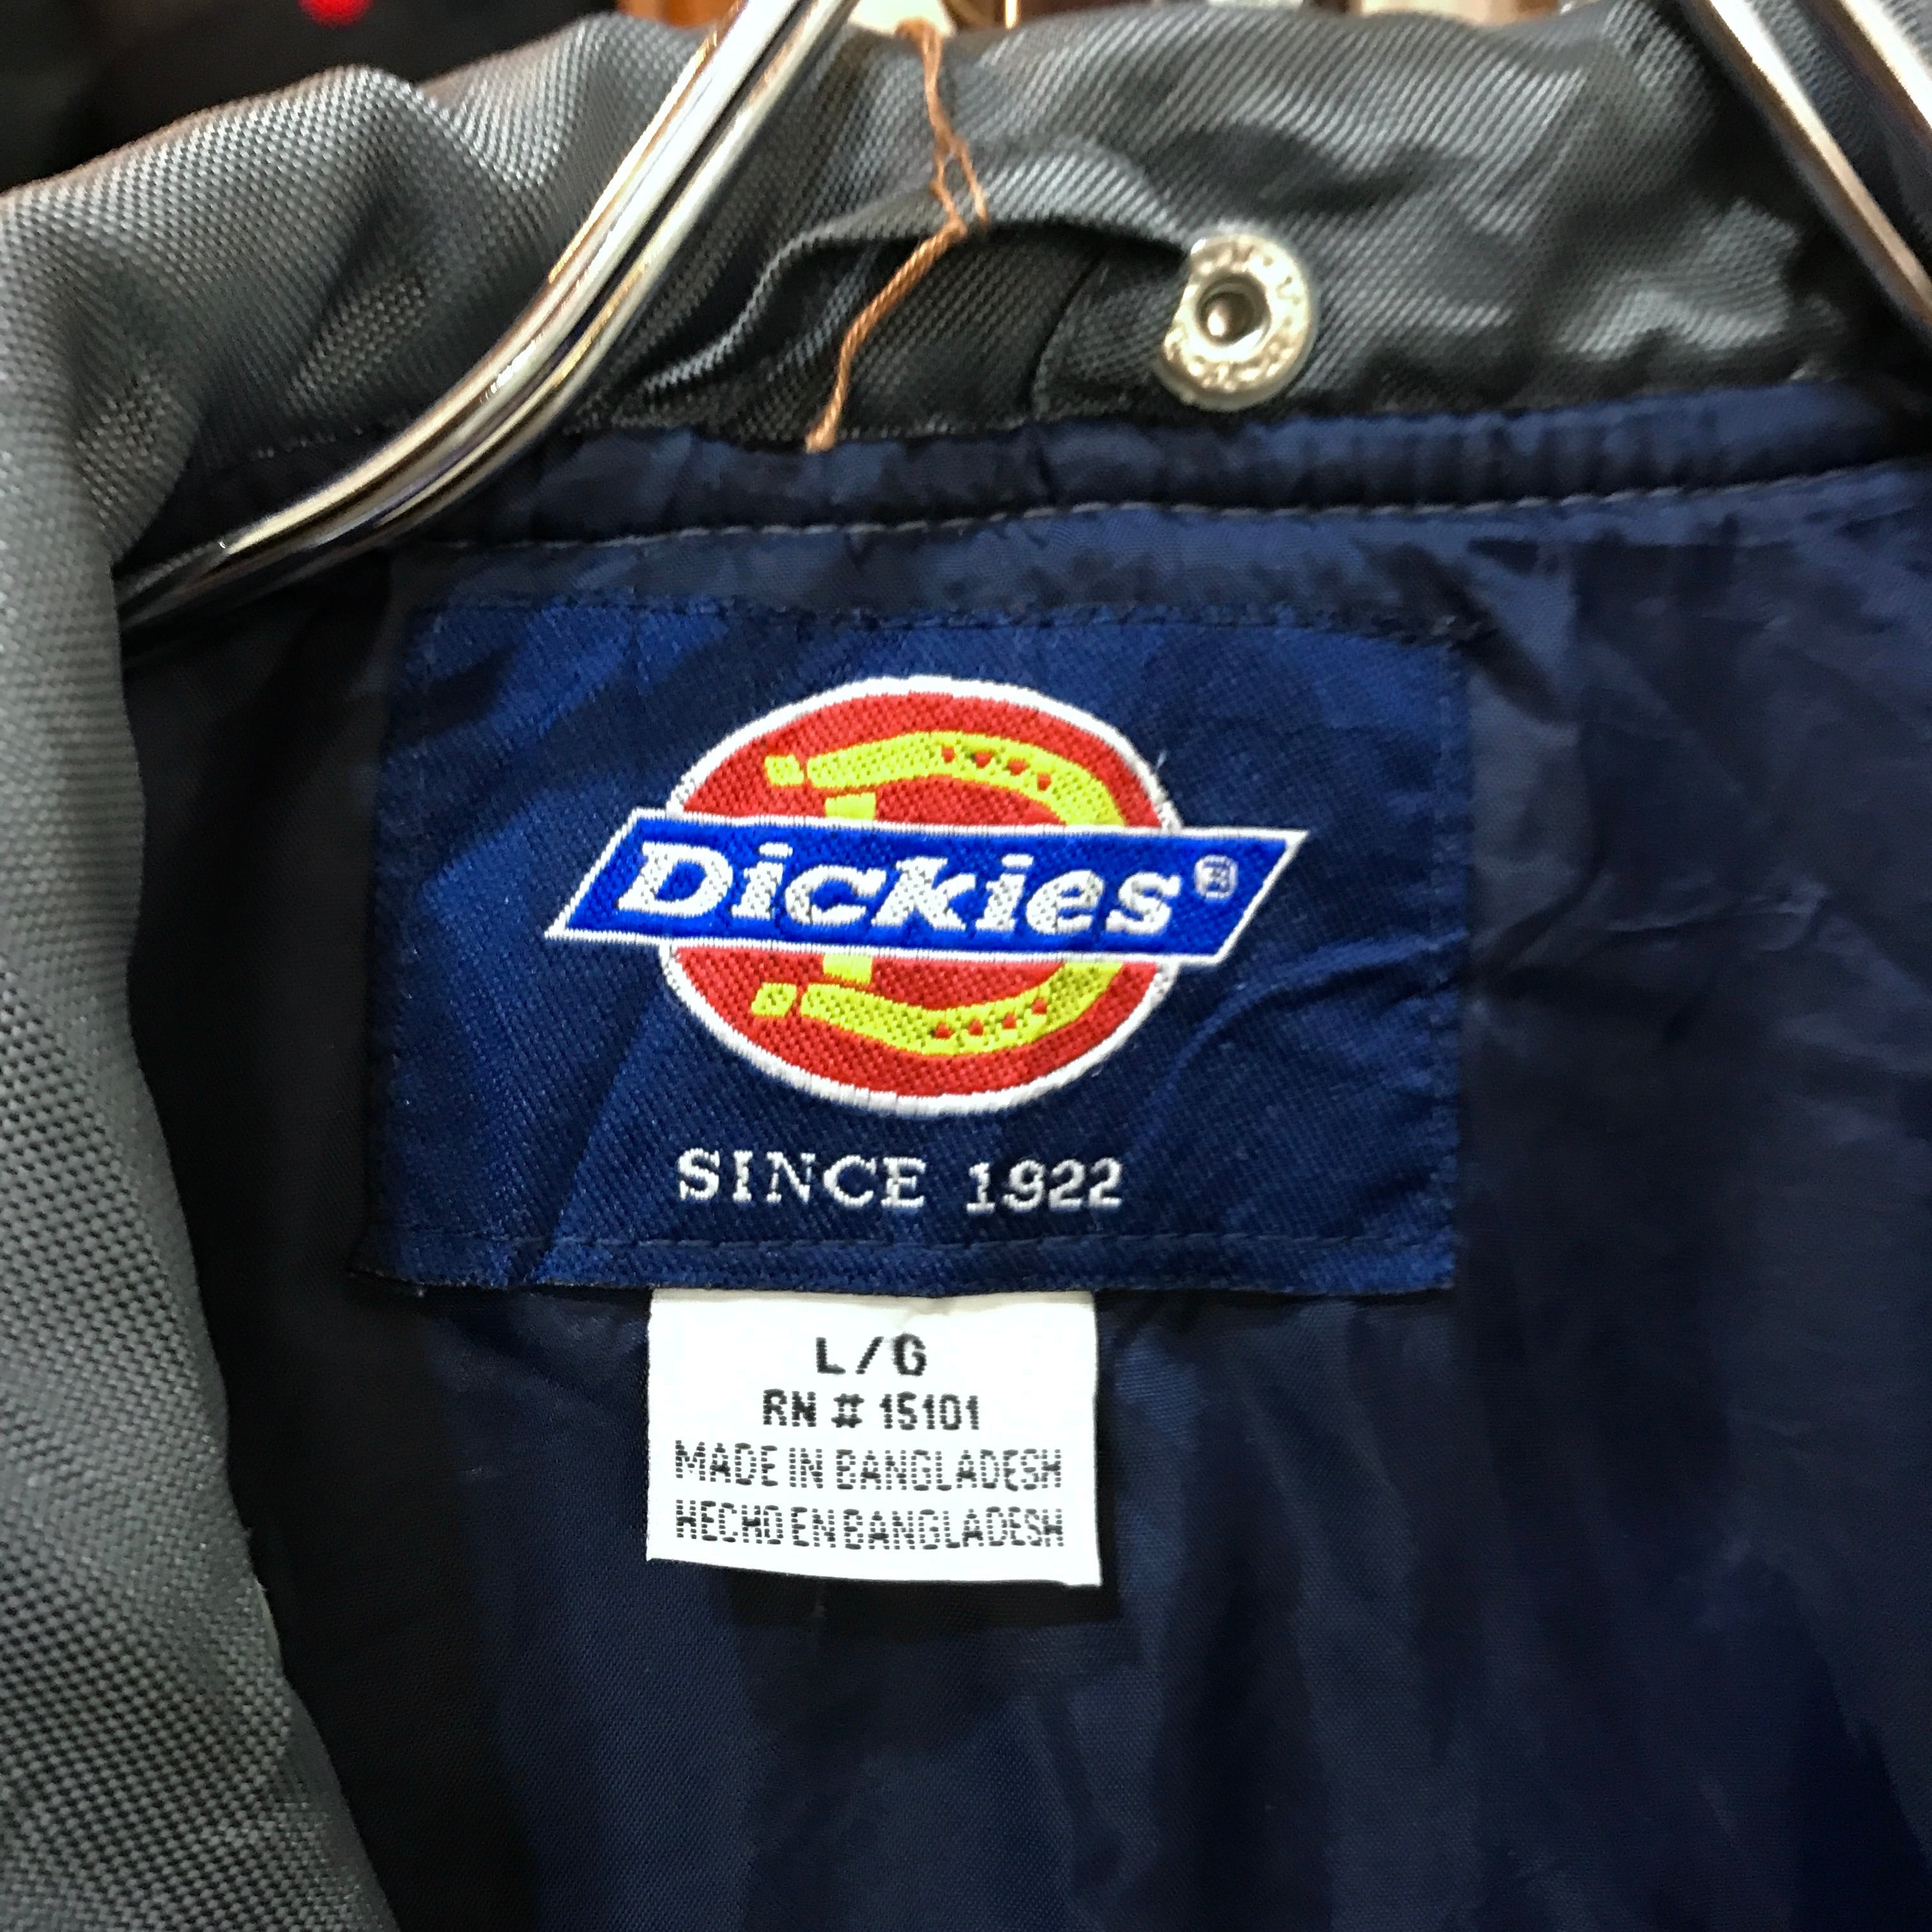 Dickies®
SINCE 1922
L/G
RN # 15101
MADE IN BANGLADESH
HECHO EN BANGLADESH